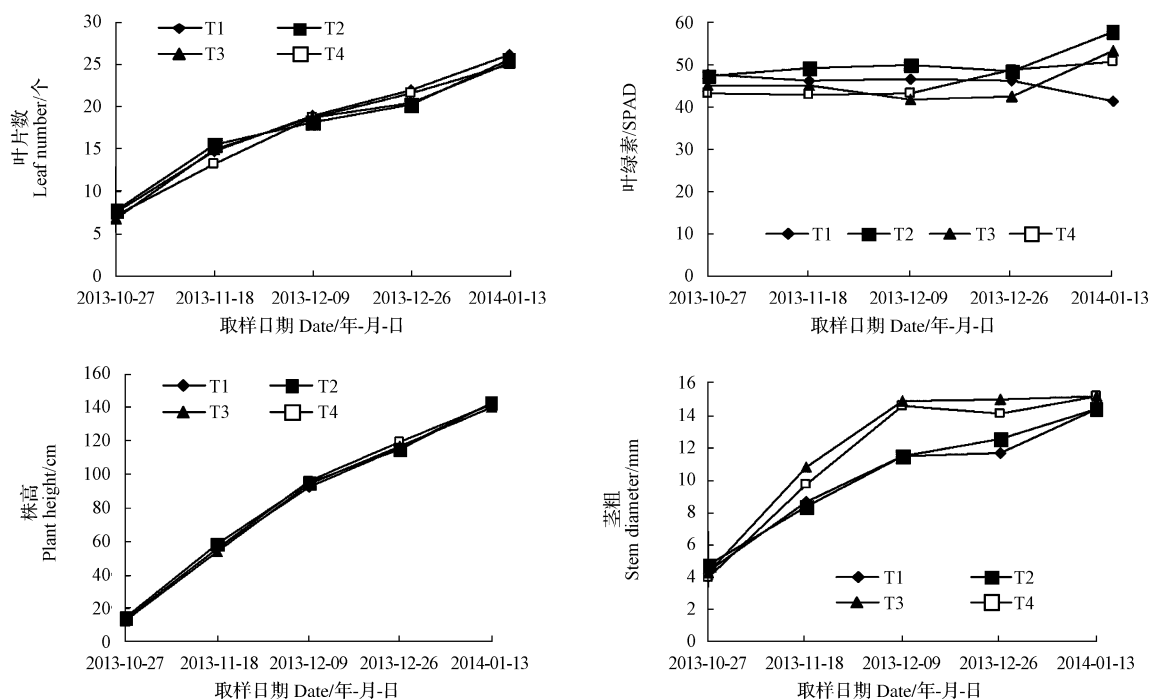 叶片数
Leaf number/个
30
25
20
15
10
5
0
T1
T2
T3
T4
2013-10-27
2013-11-18
2013-12-09
2013-12-26
2014-01-13
取样日期 Date/年-月-日
叶绿素/SPAD
60
50
40
30
20
10
0
T1
T2
T3
T4
2013-10-27
2013-11-18
2013-12-09
2013-12-26
2014-01-13
取样日期 Date/年-月-日
株高
Plant height/cm
160
140
120
100
80
60
40
20
0
T1
T2
T3
T4
2013-10-27
2013-11-18
2013-12-09
2013-12-26
2014-01-13
取样日期 Date/年-月-日
茎粗
Stem diameter/mm
16
14
12
10
8
6
4
2
0
T1
T2
T3
T4
2013-10-27
2013-11-18
2013-12-09
2013-12-26
2014-01-13
取样日期 Date/年-月-日